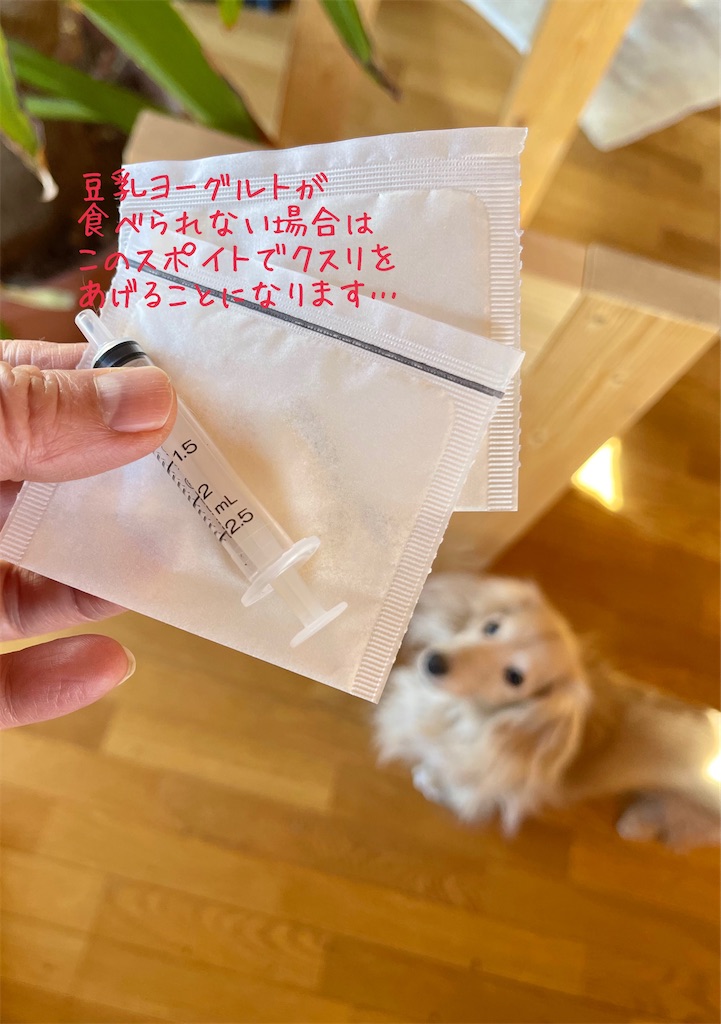 豆乳ヨーグルトが
食べられない場合は
このスポイトでクスリを
あげることになります…
1.5
2 mL
2.5